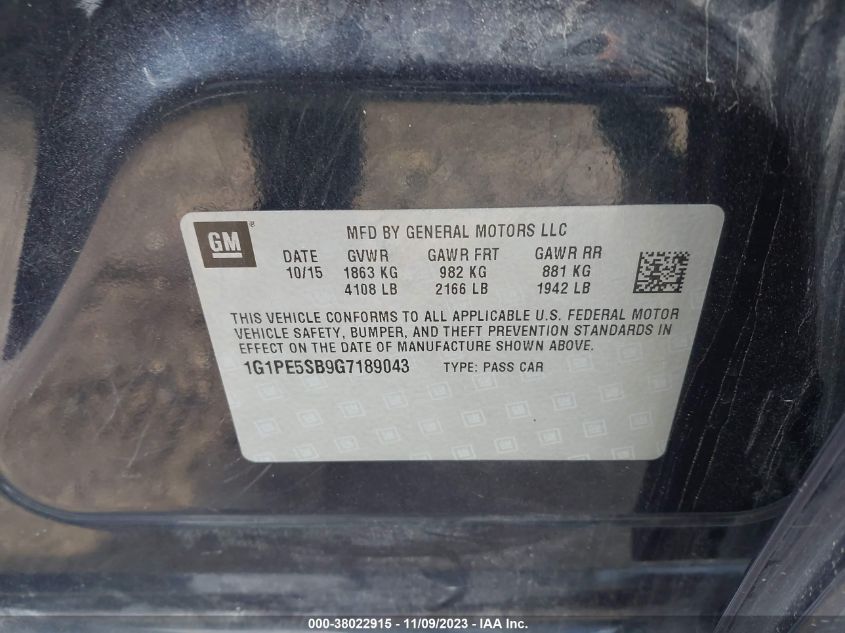 GM
MFD BY GENERAL MOTORS LLC
DATE GVWR GAWR FRT GAWR RR
10/15 1863 KG 982 KG 881 KG
4108 LB 2166 LB 1942 LB
THIS VEHICLE CONFORMS TO ALL APPLICABLE U.S. FEDERAL MOTOR
VEHICLE SAFETY, BUMPER, AND THEFT PREVENTION STANDARDS IN
EFFECT ON THE DATE OF MANUFACTURE SHOWN ABOVE.
1G1PE5SB9G7189043 TYPE: PASS CAR
000-38022915 - 11/09/2023 - IAA Inc.